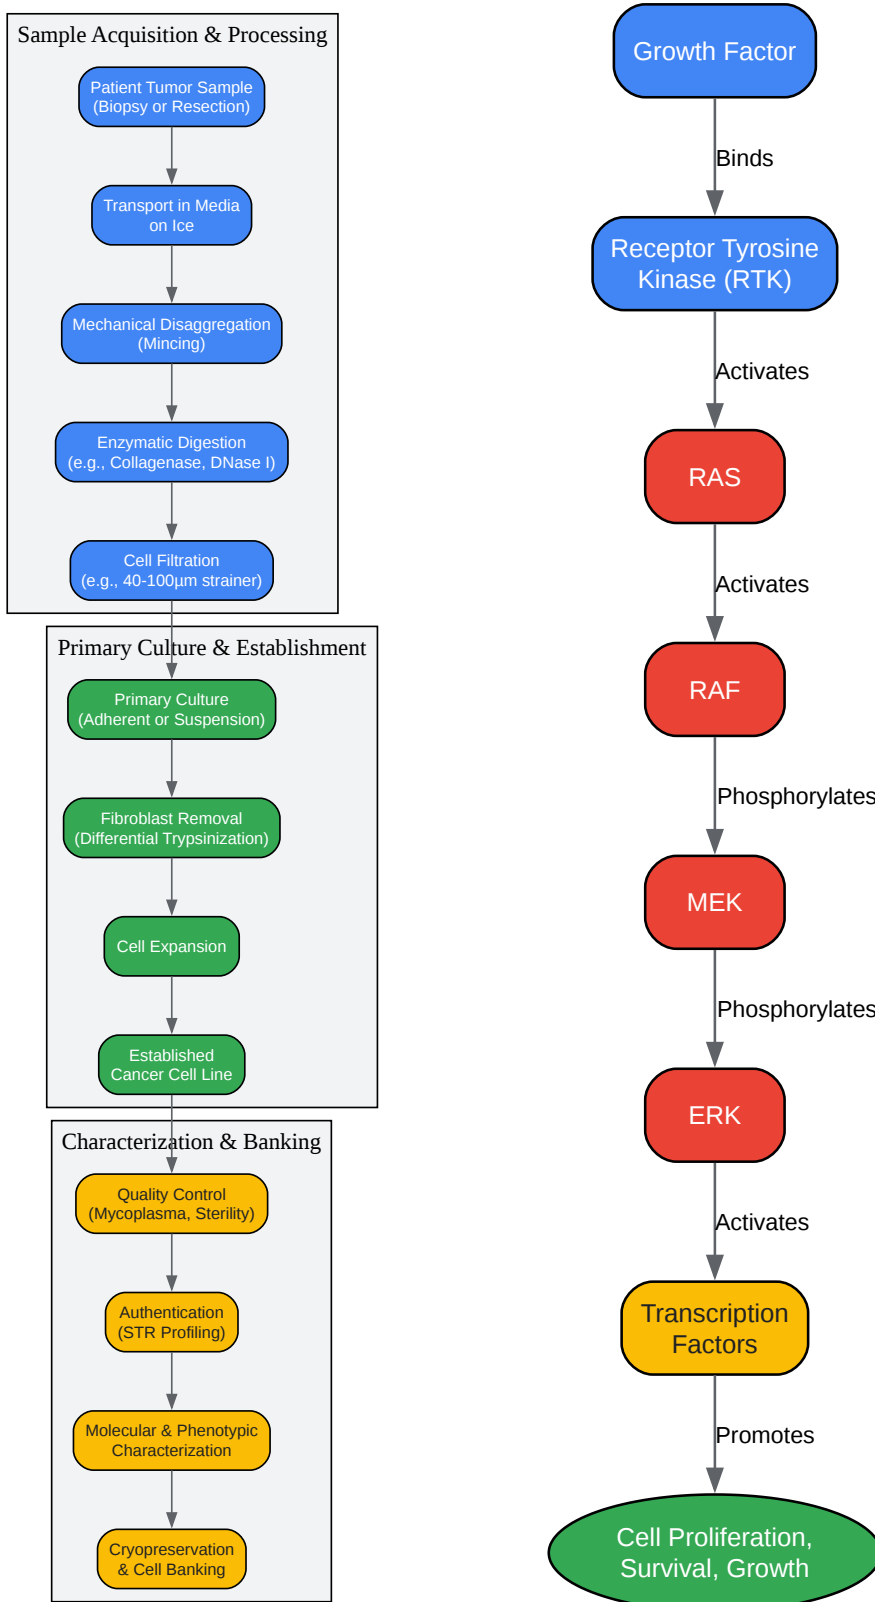 Sample Acquisition & Processing
Patient Tumor Sample
(Biopsy or Resection)
Transport in Media
on Ice
Mechanical Disaggregation
(Mincing)
Enzymatic Digestion
(e.g., Collagenase, DNase I)
Cell Filtration
(e.g., 40-100µm strainer)
Primary Culture & Establishment
Primary Culture
(Adherent or Suspension)
Fibroblast Removal
(Differential Trypsinization)
Cell Expansion
Established
Cancer Cell Line
Characterization & Banking
Quality Control
(Mycoplasma, Sterility)
Authentication
(STR Profiling)
Molecular & Phenotypic
Characterization
Cryopreservation
& Cell Banking
Growth Factor
Binds
Receptor Tyrosine
Kinase (RTK)
Activates
RAS
Activates
RAF
Phosphorylates
MEK
Phosphorylates
ERK
Activates
Transcription
Factors
Promotes
Cell Proliferation,
Survival, Growth